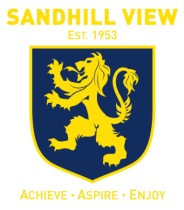 SANDHILL VIEW
EST. 1953
ACHIEVE • ASPIRE • ENJOY